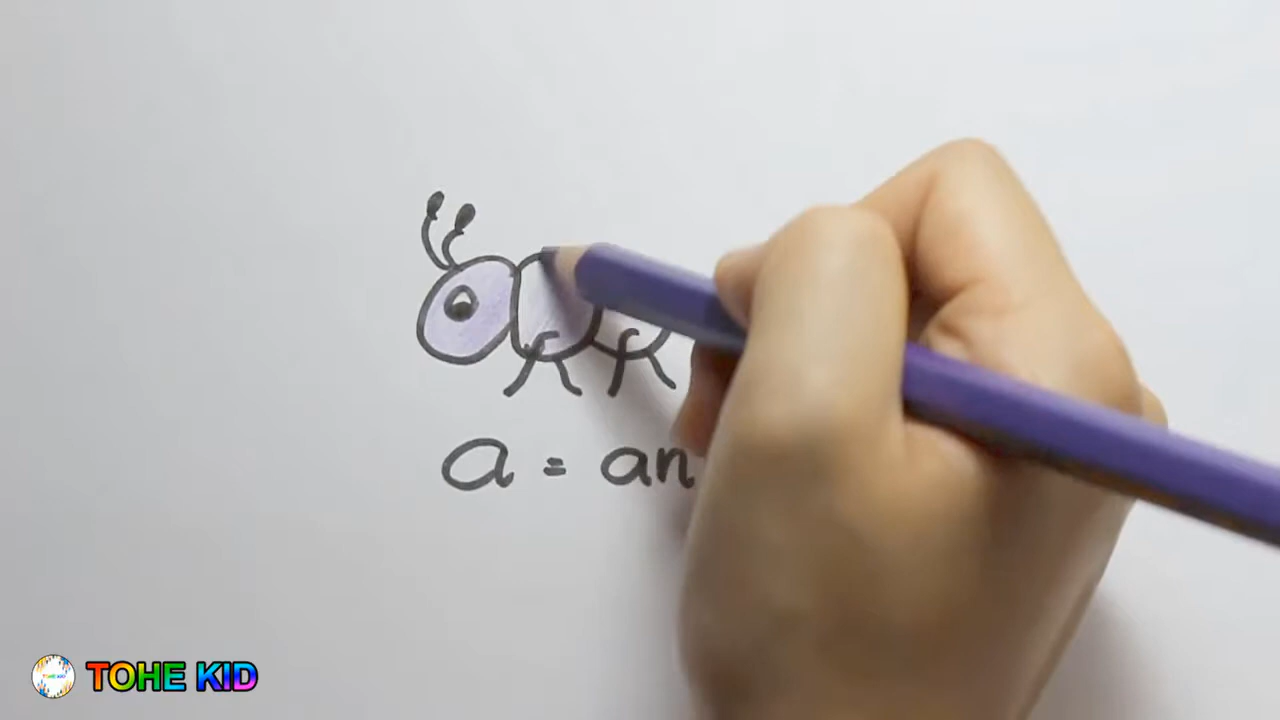 a = an
TOHE KID